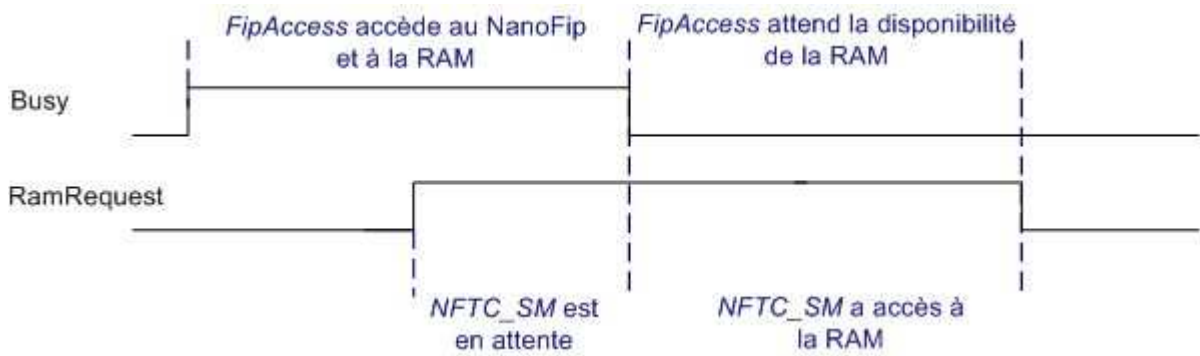 FipAccess accède au NanoFip
et à la RAM
FipAccess attend la disponibilité
de la RAM
Busy
RamRequest
NFTC_SM est
en attente
NFTC_SM a accès à
la RAM